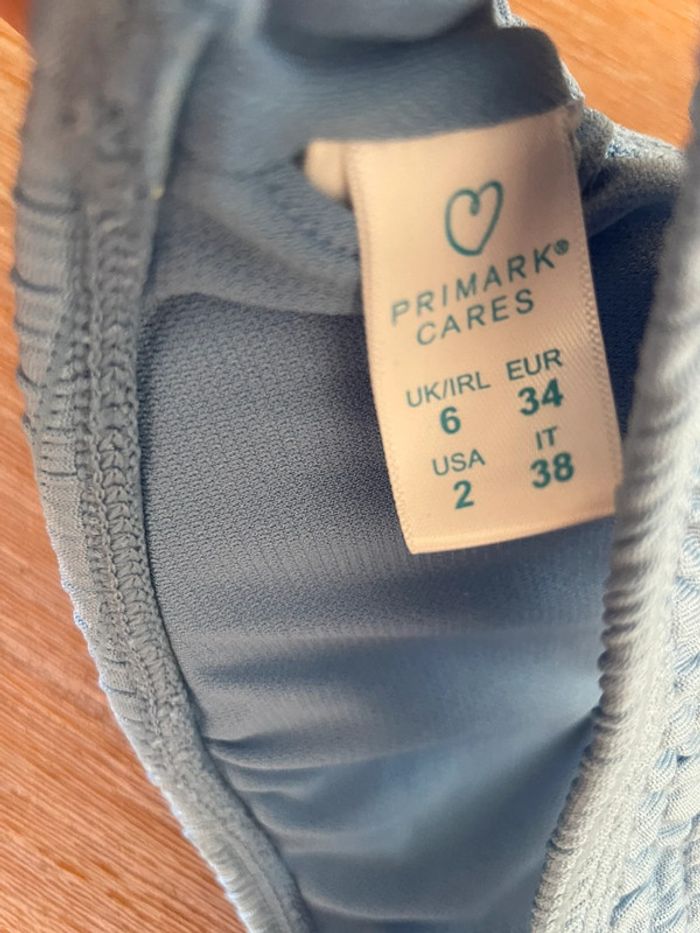 PRIMARK®
CARES
UK/IRL EUR
6 34
USA IT
2 38